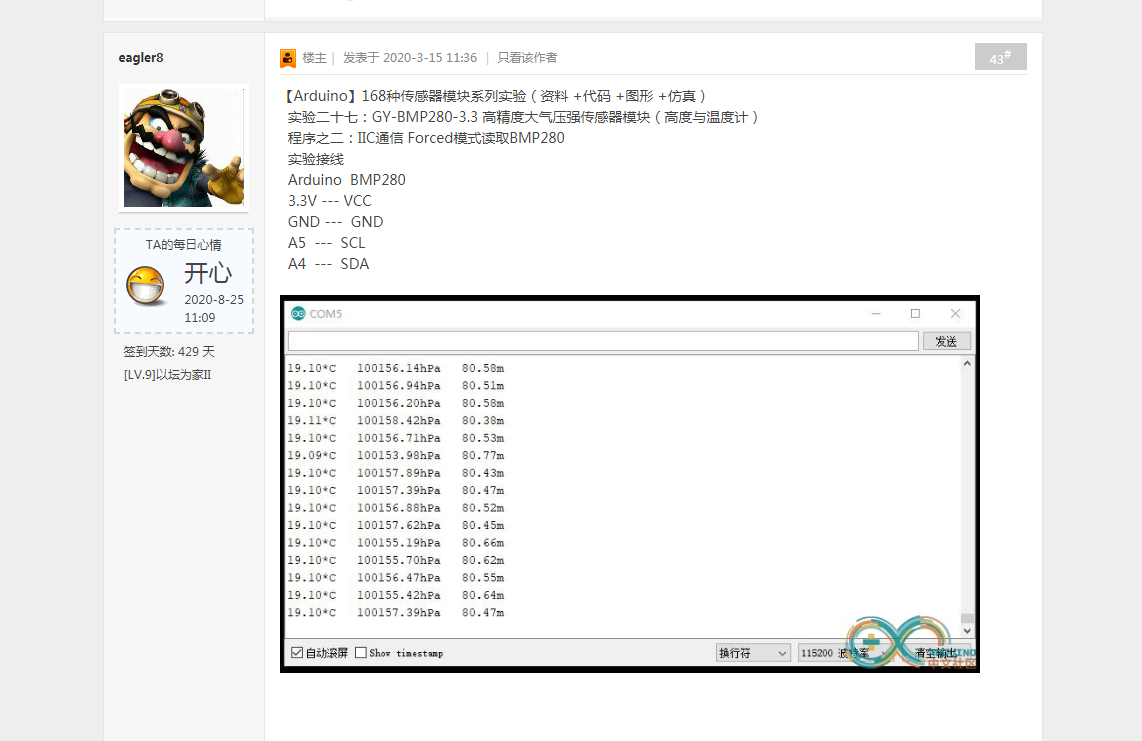 eagler8
楼主 | 发表于 2020-3-15 11:36 | 只看该作者
43#
【Arduino】168种传感器模块系列实验（资料 +代码 +图形 +仿真）
实验二十七：GY-BMP280-3.3 高精度大气压强传感器模块（高度与温度计）
程序之二：IIC通信 Forced模式读取BMP280
实验接线
Arduino BMP280
3.3V --- VCC
GND --- GND
A5 --- SCL
A4 --- SDA
TA的每日心情
开心
2020-8-25
11:09
签到天数: 429 天
[LV.9]以坛为家II
COM5
发送
19.10*C 100156.14hPa 80.58m
19.10*C 100156.94hPa 80.51m
19.10*C 100156.20hPa 80.58m
19.11*C 100158.42hPa 80.38m
19.10*C 100156.71hPa 80.53m
19.09*C 100153.98hPa 80.77m
19.10*C 100157.89hPa 80.43m
19.10*C 100157.39hPa 80.47m
19.10*C 100156.88hPa 80.52m
19.10*C 100157.62hPa 80.45m
19.10*C 100155.19hPa 80.66m
19.10*C 100155.70hPa 80.62m
19.10*C 100156.47hPa 80.55m
19.10*C 100155.42hPa 80.64m
19.10*C 100157.39hPa 80.47m
自动滚屏 Show timestamp 换行符 115200 波特率 清空输出
中文社区